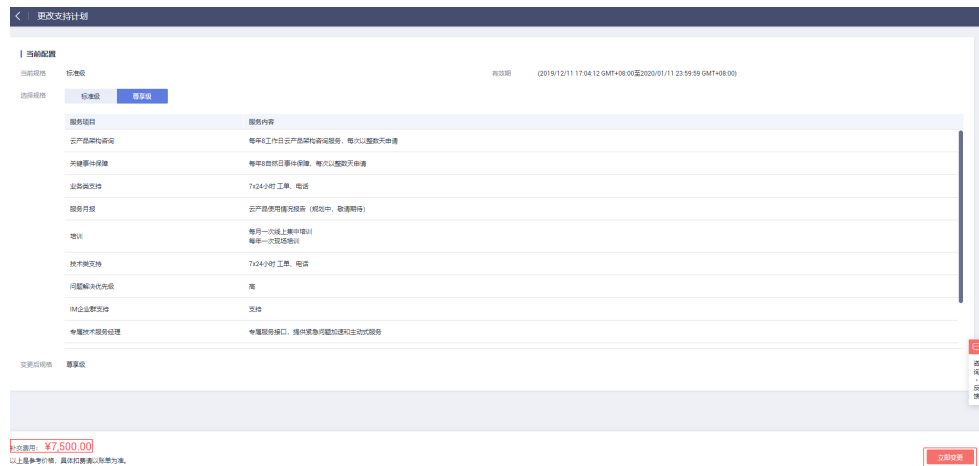 更改支持计划
当前配置
当前规格 标准级 有效期 (2019/12/11 17:04:12 GMT+08:00至2020/01/11 23:59:59 GMT+08:00)
选择规格 标准级 尊享级
服务项目 服务内容
云产品架构咨询 每年8工作日云产品架构咨询服务，每次以整数天申请
关键事件保障 每年8自然日事件保障，每次以整数天申请
业务类支持 7x24小时 工单、电话
服务月报 云产品使用情况报告（规划中，敬请期待）
培训 每月一次线上集中培训
每年一次现场培训
技术类支持 7x24小时 工单、电话
问题解决优先级 高
IM企业群支持 支持
专属技术服务经理 专属服务接口，提供紧急问题加速和主动式服务
变更后规格 尊享级
咨询·反馈
补交费用： ¥7,500.00
以上是参考价格，具体扣费请以账单为准。
立即变更